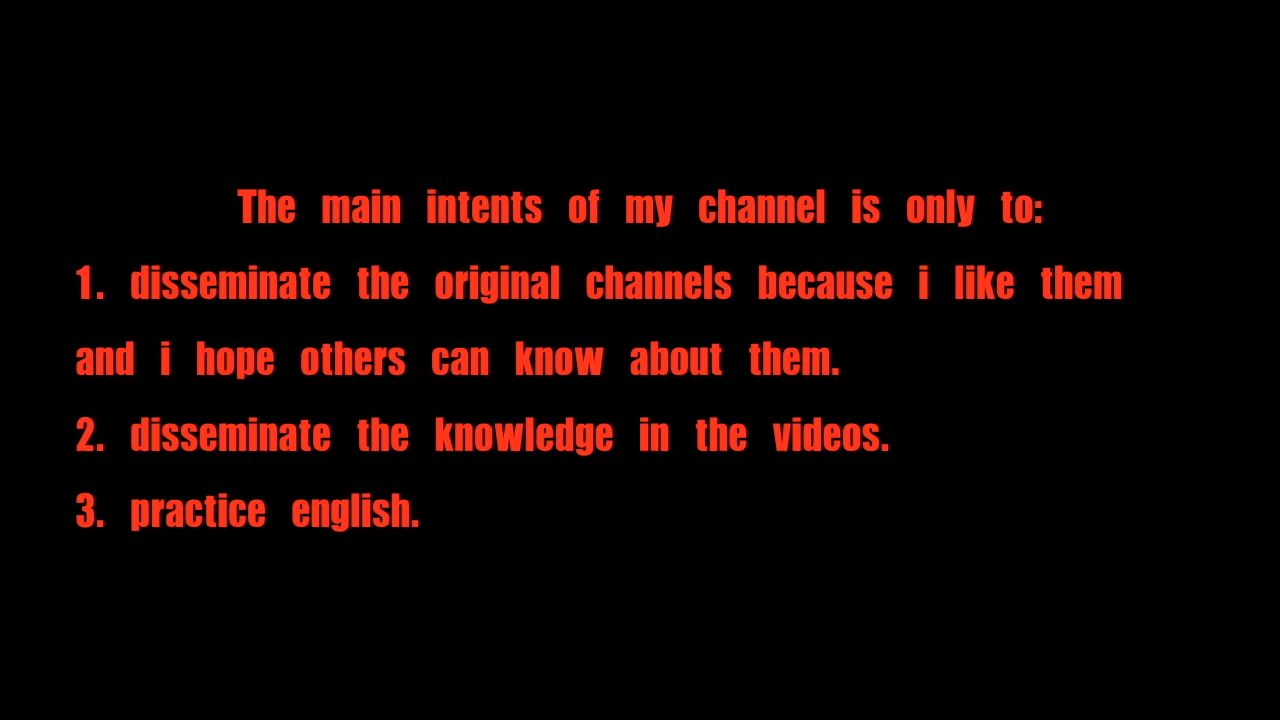 The main intents of my channel is only to:
1. disseminate the original channels because i like them
and i hope others can know about them.
2. disseminate the knowledge in the videos.
3. practice english.